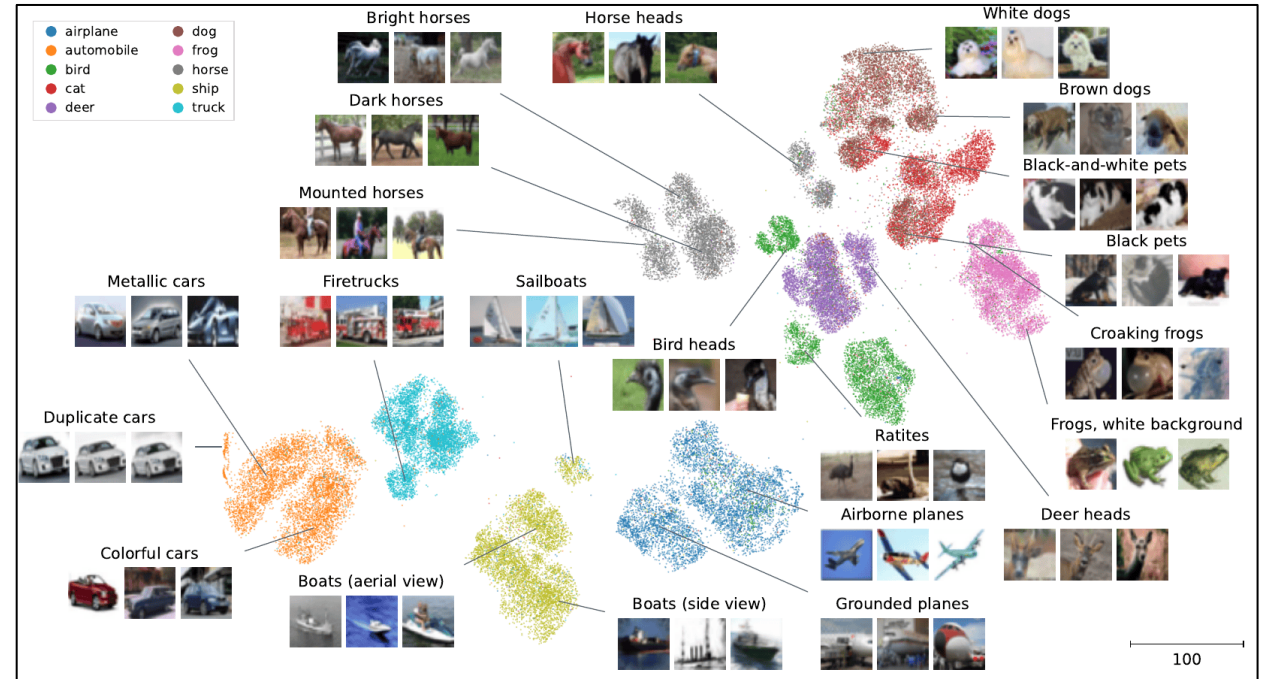 airplane
automobile
bird
cat
deer
dog
frog
horse
ship
truck
Bright horses
Horse heads
White dogs
Dark horses
Brown dogs
Mounted horses
Black-and-white pets
Black pets
Metallic cars
Firetrucks
Sailboats
Bird heads
Croaking frogs
Duplicate cars
Ratites
Frogs, white background
Airborne planes
Deer heads
Colorful cars
Boats (aerial view)
Boats (side view)
Grounded planes
100